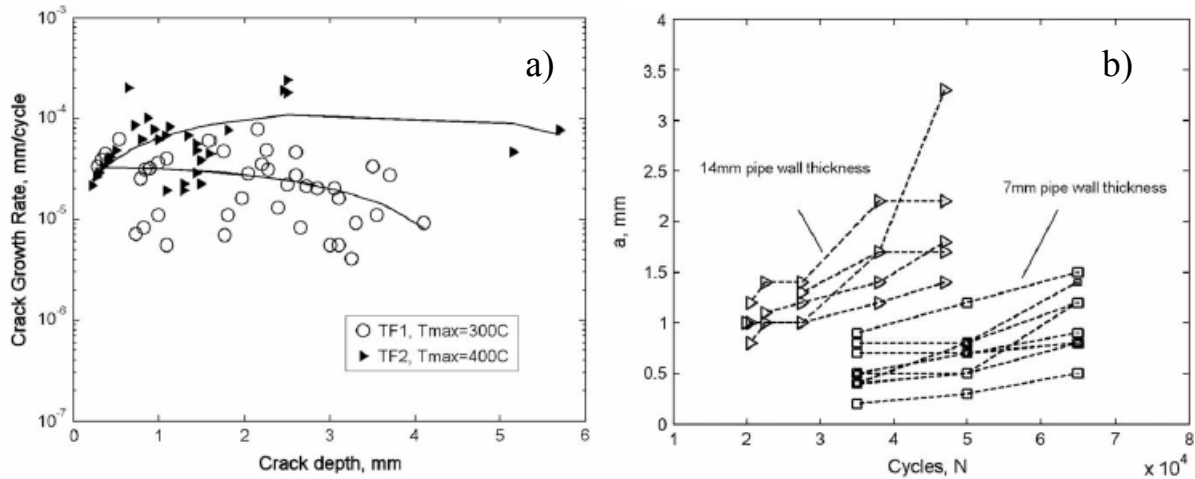 a)
10^-3
10^-4
10^-5
10^-6
10^-7
Crack Growth Rate, mm/cycle
TF1, Tmax=300C
TF2, Tmax=400C
0 1 2 3 4 5 6
Crack depth, mm
b)
4
3.5
3
2.5
2
1.5
1
0.5
0
a, mm
14mm pipe wall thickness
7mm pipe wall thickness
1 2 3 4 5 6 7 8
Cycles, N
x 10^4